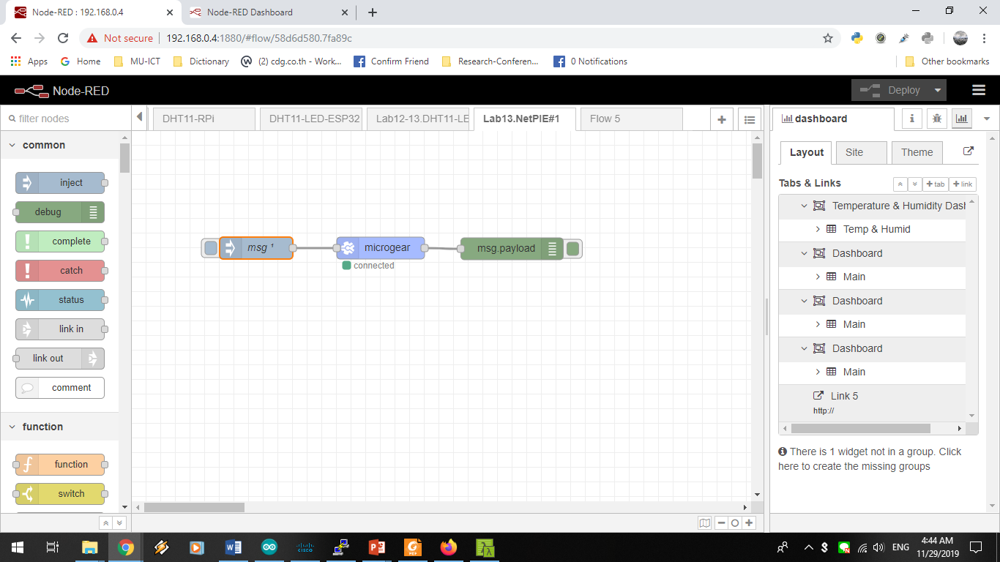 Node-RED : 192.168.0.4
Node-RED Dashboard
Not secure | 192.168.0.4:1880/#flow/58d6d580.7fa89c
Apps Home MU-ICT Dictionary (2) cdg.co.th - Work... Confirm Friend Research-Conferen... 0 Notifications Other bookmarks
Node-RED Deploy
filter nodes DHT11-RPi DHT11-LED-ESP32 Lab12-13.DHT11-LE Lab13.NetPIE#1 Flow 5
dashboard
common
inject
debug
complete
catch
status
link in
link out
comment
function
function
switch
msg ¹
microgear
connected
msg.payload
Layout Site Theme
Tabs & Links +tab +link
Temperature & Humidity Dash
Temp & Humid
Dashboard
Main
Dashboard
Main
Dashboard
Main
Link 5
http://
There is 1 widget not in a group. Click
here to create the missing groups
ENG
4:44 AM
11/29/2019